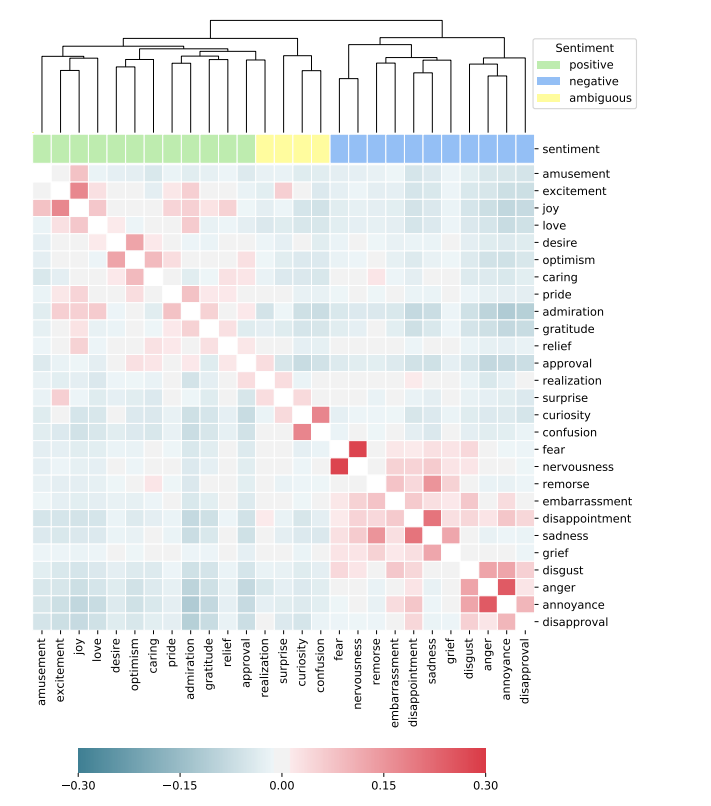 Sentiment
positive
negative
ambiguous
sentiment
amusement
excitement
joy
love
desire
optimism
caring
pride
admiration
gratitude
relief
approval
realization
surprise
curiosity
confusion
fear
nervousness
remorse
embarrassment
disappointment
sadness
grief
disgust
anger
annoyance
disapproval
amusement
excitement
joy
love
desire
optimism
caring
pride
admiration
gratitude
relief
approval
realization
surprise
curiosity
confusion
fear
nervousness
remorse
embarrassment
disappointment
sadness
grief
disgust
anger
annoyance
disapproval
−0.30 −0.15 0.00 0.15 0.30